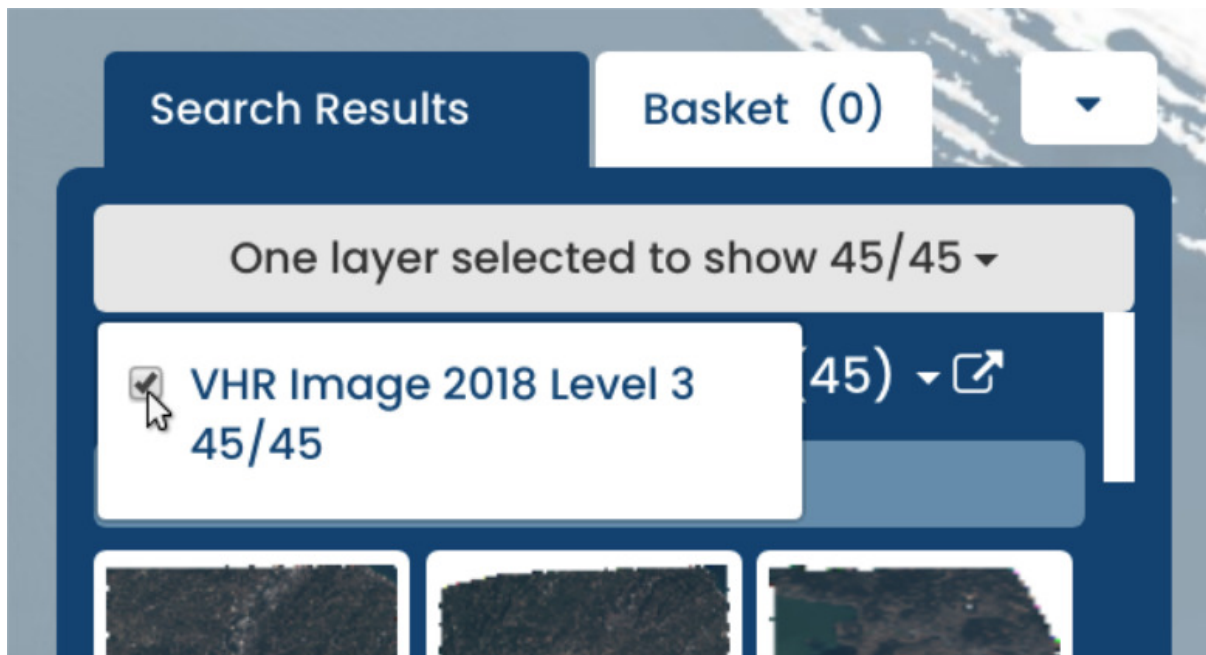 Search Results
Basket (0)
One layer selected to show 45/45
VHR Image 2018 Level 3
45/45
(45)